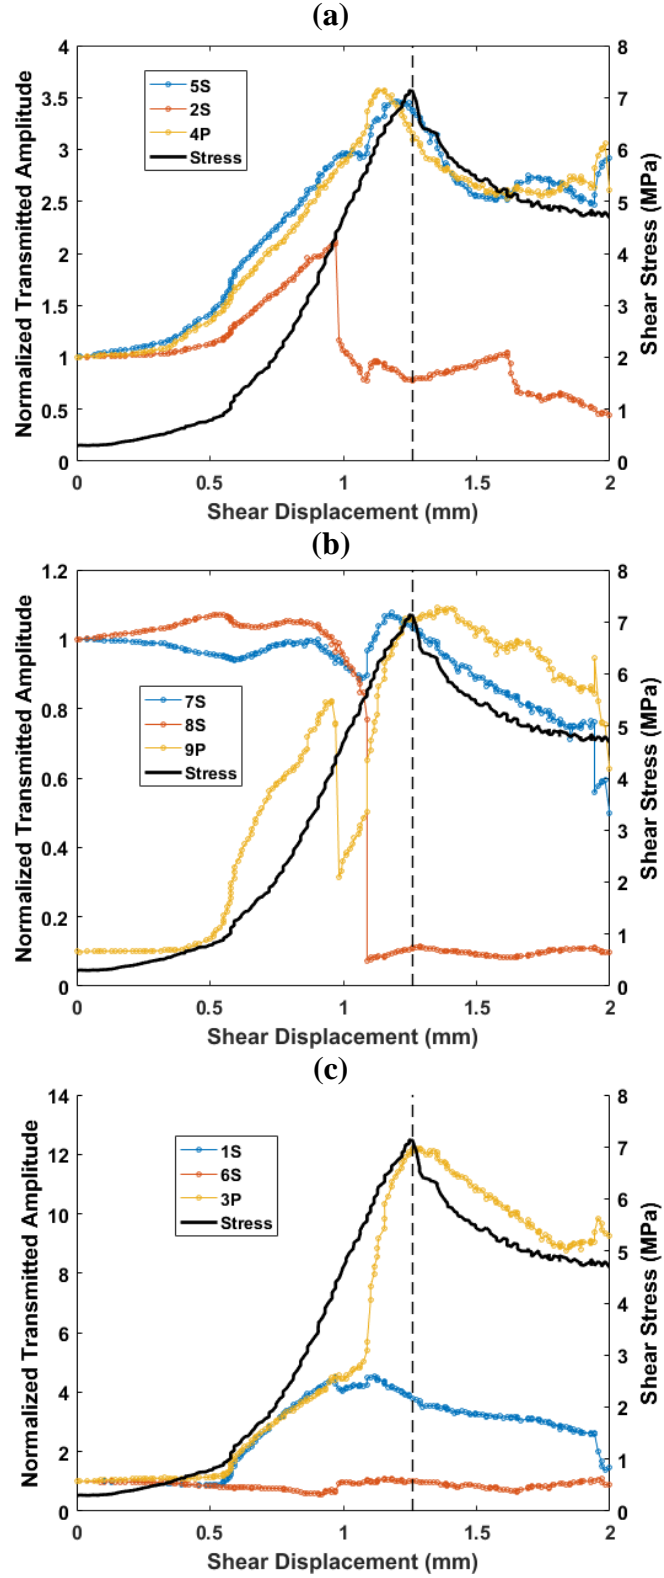 (a)
4
3.5
3
2.5
2
1.5
1
0.5
0
8
7
6
5
4
3
2
1
0
Normalized Transmitted Amplitude
Shear Stress (MPa)
5S
2S
4P
Stress
0 0.5 1 1.5 2
Shear Displacement (mm)
(b)
1.2
1
0.8
0.6
0.4
0.2
0
8
7
6
5
4
3
2
1
0
Normalized Transmitted Amplitude
Shear Stress (MPa)
7S
8S
9P
Stress
0 0.5 1 1.5 2
Shear Displacement (mm)
(c)
14
12
10
8
6
4
2
0
8
7
6
5
4
3
2
1
0
Normalized Transmitted Amplitude
Shear Stress (MPa)
1S
6S
3P
Stress
0 0.5 1 1.5 2
Shear Displacement (mm)